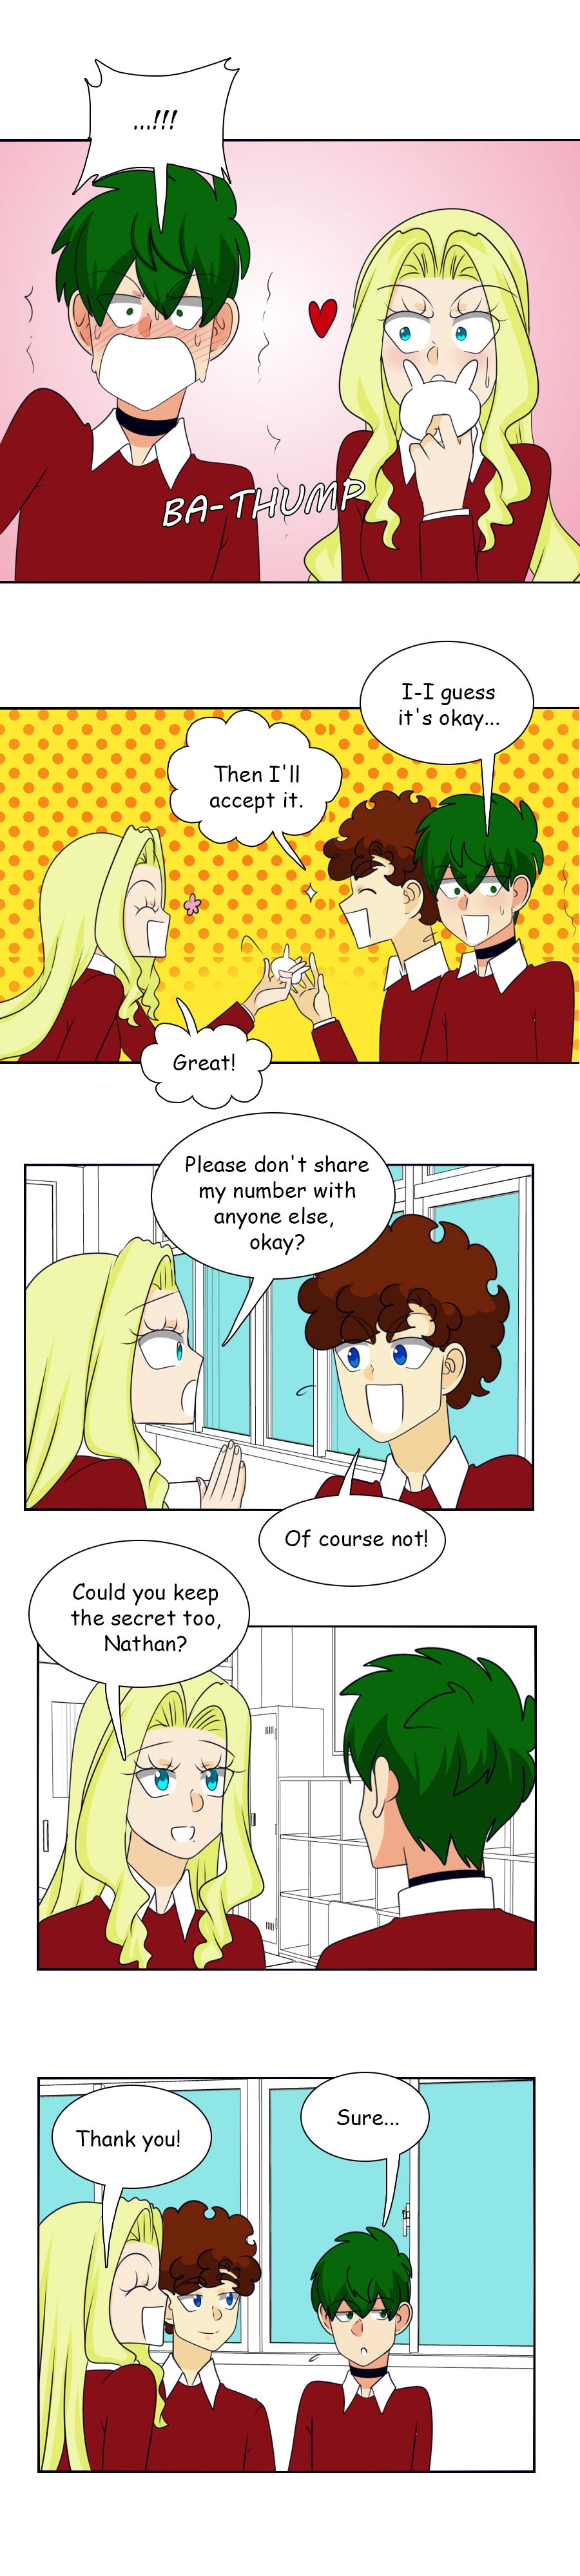 ...!!!
BA-THUMP
I-I guess
it's okay...
Then I'll
accept it.
Great!
Please don't share
my number with
anyone else,
okay?
Of course not!
Could you keep
the secret too,
Nathan?
Sure...
Thank you!